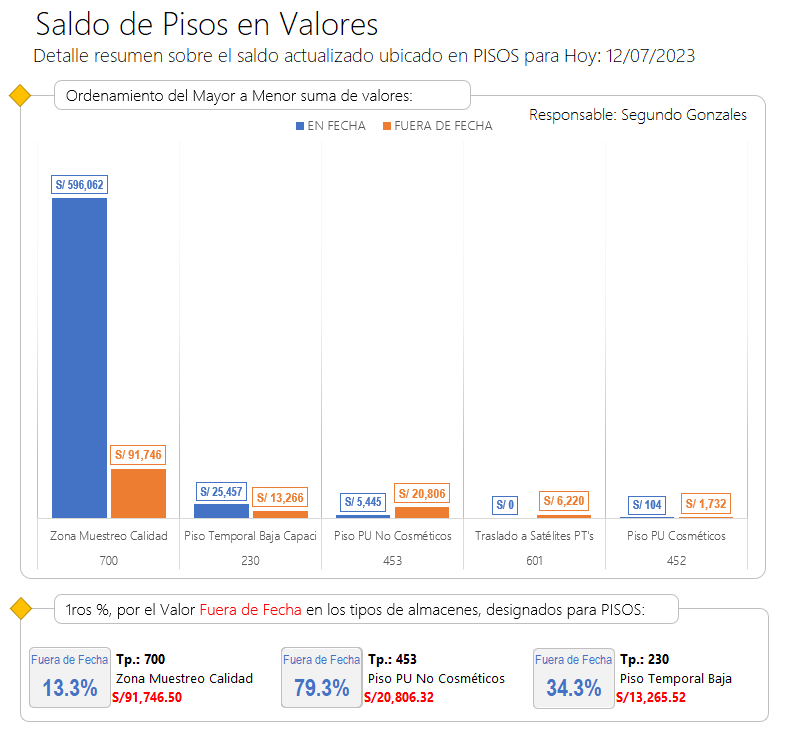 Saldo de Pisos en Valores
Detalle resumen sobre el saldo actualizado ubicado en PISOS para Hoy: 12/07/2023
Ordenamiento del Mayor a Menor suma de valores:
Responsable: Segundo Gonzales
EN FECHA FUERA DE FECHA
S/ 596,062
S/ 91,746
S/ 25,457
S/ 13,266
S/ 5,445
S/ 20,806
S/ 0
S/ 6,220
S/ 104
S/ 1,732
Zona Muestreo Calidad Piso Temporal Baja Capaci Piso PU No Cosméticos Traslado a Satélites PT's Piso PU Cosméticos
700 230 453 601 452
1ros %, por el Valor Fuera de Fecha en los tipos de almacenes, designados para PISOS:
Fuera de Fecha
13.3%
Tp.: 700
Zona Muestreo Calidad
S/91,746.50
Fuera de Fecha
79.3%
Tp.: 453
Piso PU No Cosméticos
S/20,806.32
Fuera de Fecha
34.3%
Tp.: 230
Piso Temporal Baja
S/13,265.52